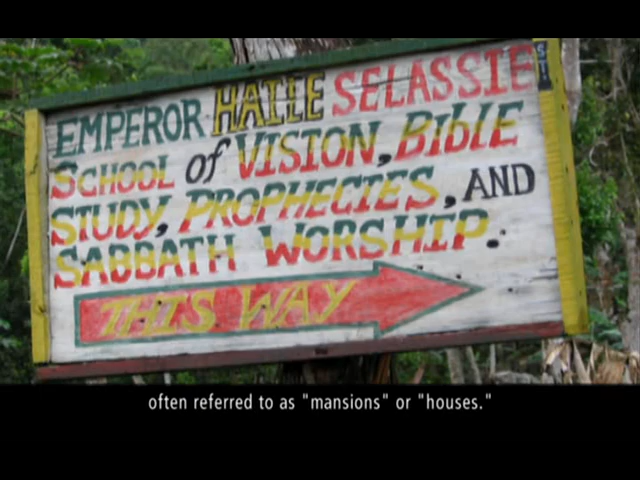 EMPEROR HAILE SELASSIE
SCHOOL of VISION, BIBLE
STUDY, PROPHECIES, AND
SABBATH WORSHIP.
THIS WAY
often referred to as "mansions" or "houses."